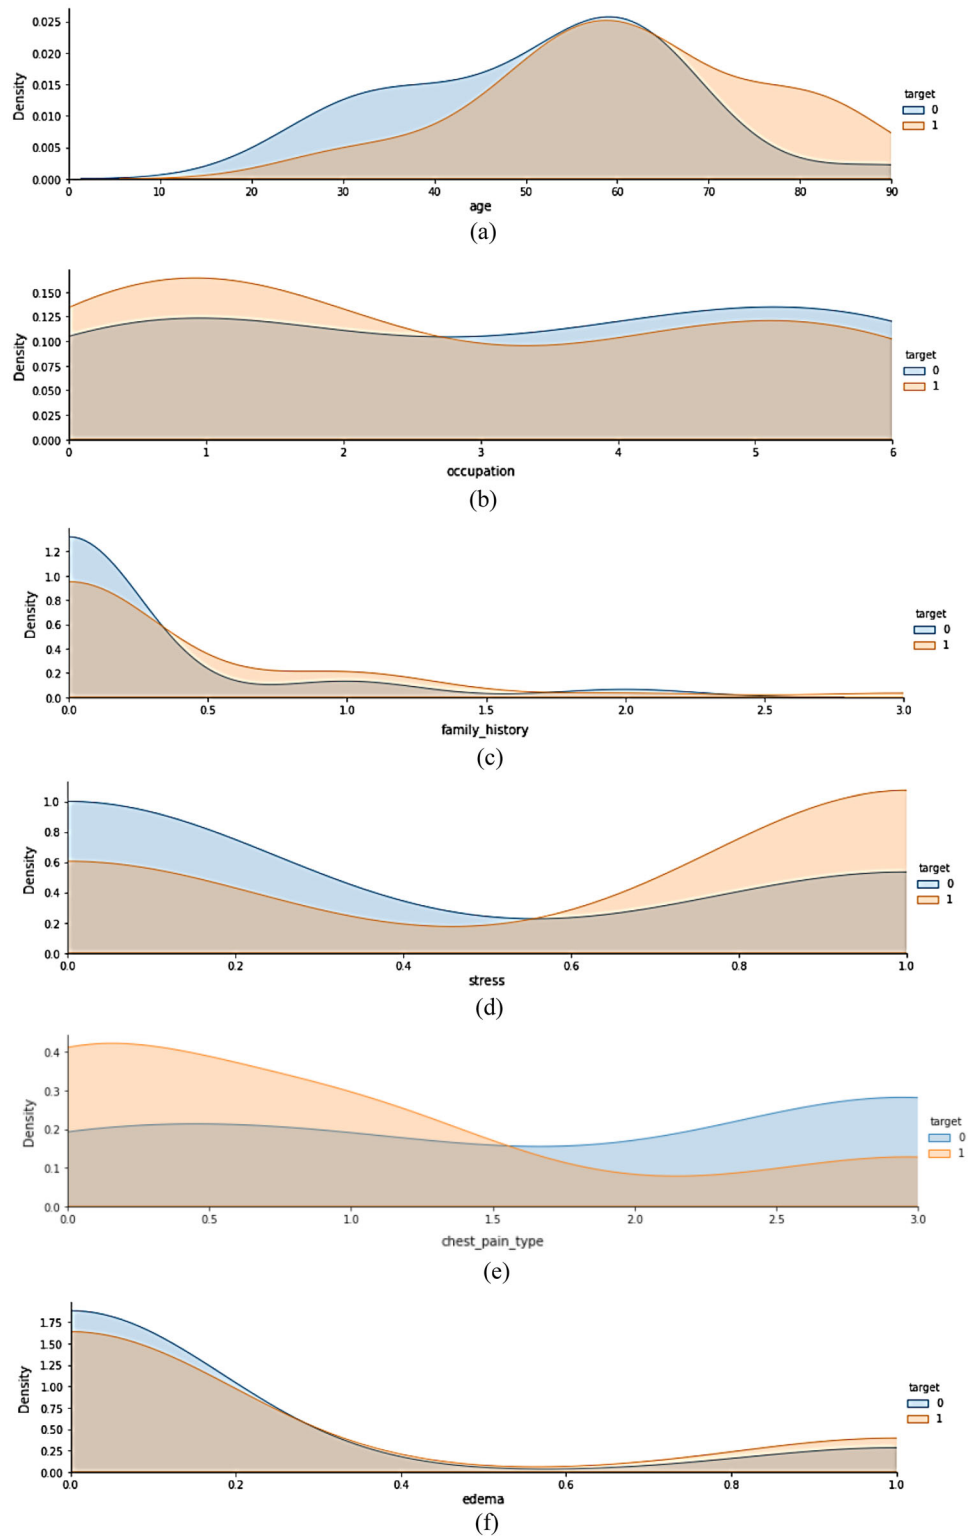 0.025
0.020
0.015
0.010
0.005
0.000
Density
target
0
1
0 10 20 30 40 50 60 70 80 90
age
(a)
0.150
0.125
0.100
0.075
0.050
0.025
0.000
Density
target
0
1
0 1 2 3 4 5 6
occupation
(b)
1.2
1.0
0.8
0.6
0.4
0.2
0.0
Density
target
0
1
0.0 0.5 1.0 1.5 2.0 2.5 3.0
family_history
(c)
1.0
0.8
0.6
0.4
0.2
0.0
Density
target
0
1
0.0 0.2 0.4 0.6 0.8 1.0
stress
(d)
0.4
0.3
0.2
0.1
0.0
Density
target
0
1
0.0 0.5 1.0 1.5 2.0 2.5 3.0
chest_pain_type
(e)
1.75
1.50
1.25
1.00
0.75
0.50
0.25
0.00
Density
target
0
1
0.0 0.2 0.4 0.6 0.8 1.0
edema
(f)